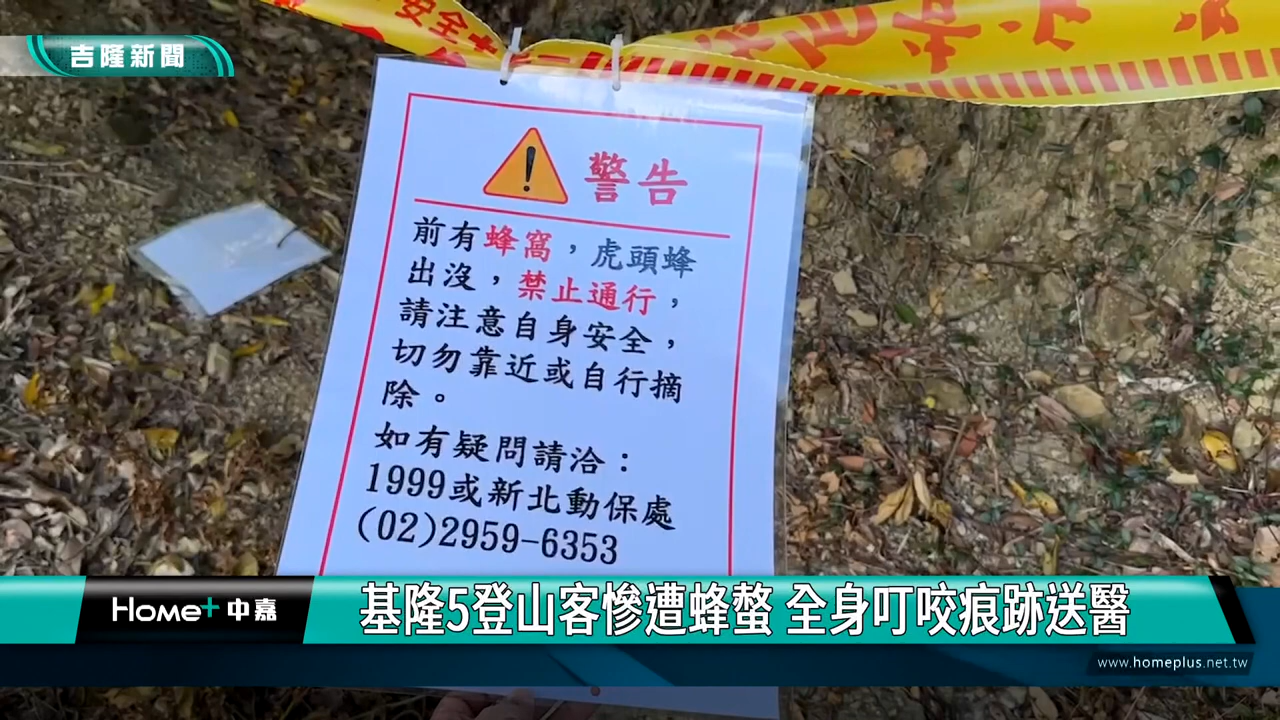 吉隆新聞
警告
前有蜂窩，虎頭蜂
出沒，禁止通行，
請注意自身安全，
切勿靠近或自行摘
除。
如有疑問請洽：
1999或新北動保處
(02)2959-6353
Home+中嘉
基隆5登山客慘遭蜂螫 全身叮咬痕跡送醫
www.homeplus.net.tw